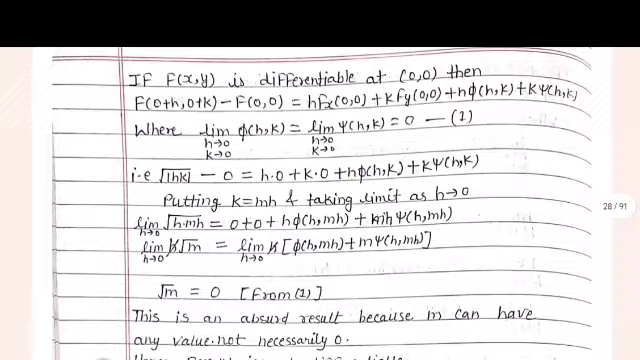 If F(x,y) is differentiable at (0,0) then
F(0+h,0+k) - F(0,0) = hFx(0,0) + kFy(0,0) + hϕ(h,k) + kΨ(h,k)
Where lim ϕ(h,k) = lim Ψ(h,k) = 0 — (1)
h→0 h→0
k→0 k→0
i.e √|hk| - 0 = h.0 + k.0 + hϕ(h,k) + kΨ(h,k)
Putting k=mh & taking limit as h→0
lim √h.mh = 0+0+ hϕ(h,mh) + mh Ψ(h,mh)
h→0
lim h√m = lim h [ϕ(h,mh) + mΨ(h,mh)]
h→0 h→0
28 / 91
√m = 0 [From (1)]
This is an absurd result because m can have
any value. not necessarily 0.